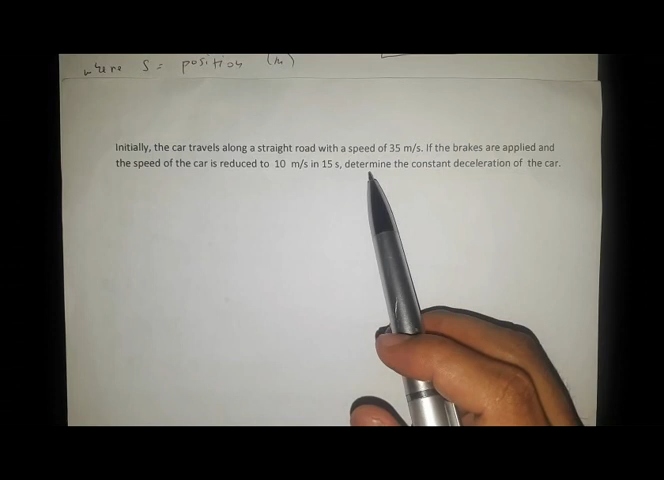 where S = position (m)
Initially, the car travels along a straight road with a speed of 35 m/s. If the brakes are applied and
the speed of the car is reduced to 10 m/s in 15 s, determine the constant deceleration of the car.